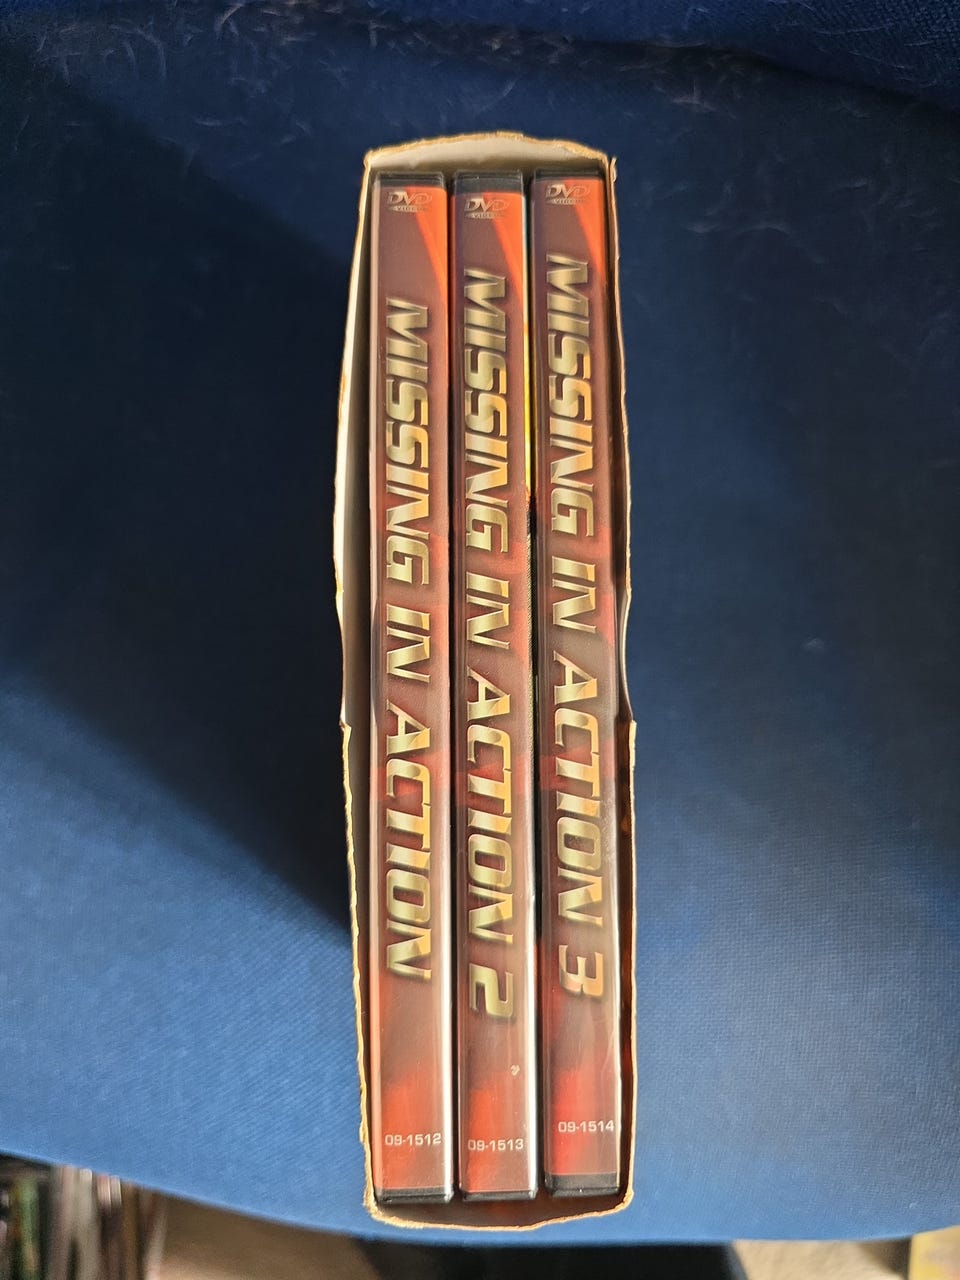 DVD
VIDEO
MISSING IN ACTION
09-1512
DVD
VIDEO
MISSING IN ACTION 2
09-1513
DVD
VIDEO
MISSING IN ACTION 3
09-1514